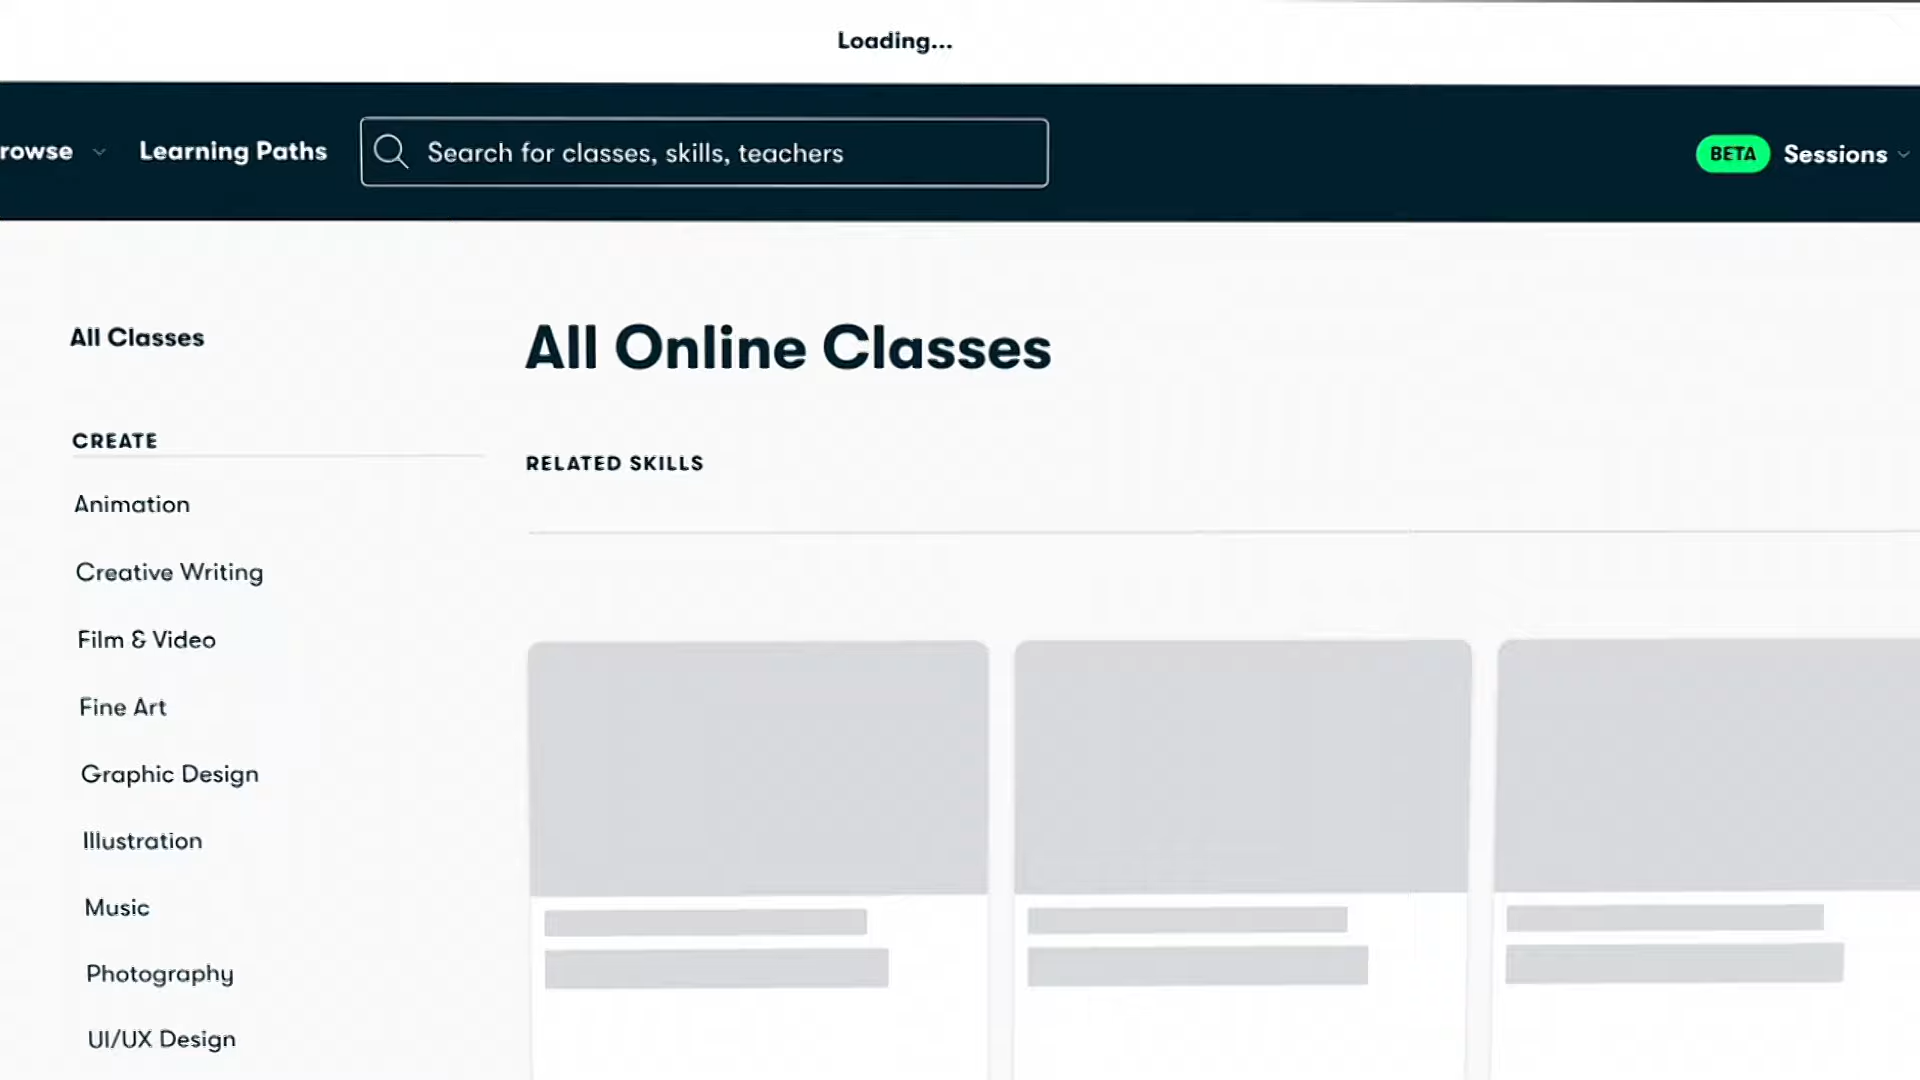 Loading...
rowse Learning Paths Search for classes, skills, teachers BETA Sessions
All Classes
All Online Classes
CREATE
RELATED SKILLS
Animation
Creative Writing
Film & Video
Fine Art
Graphic Design
Illustration
Music
Photography
UI/UX Design